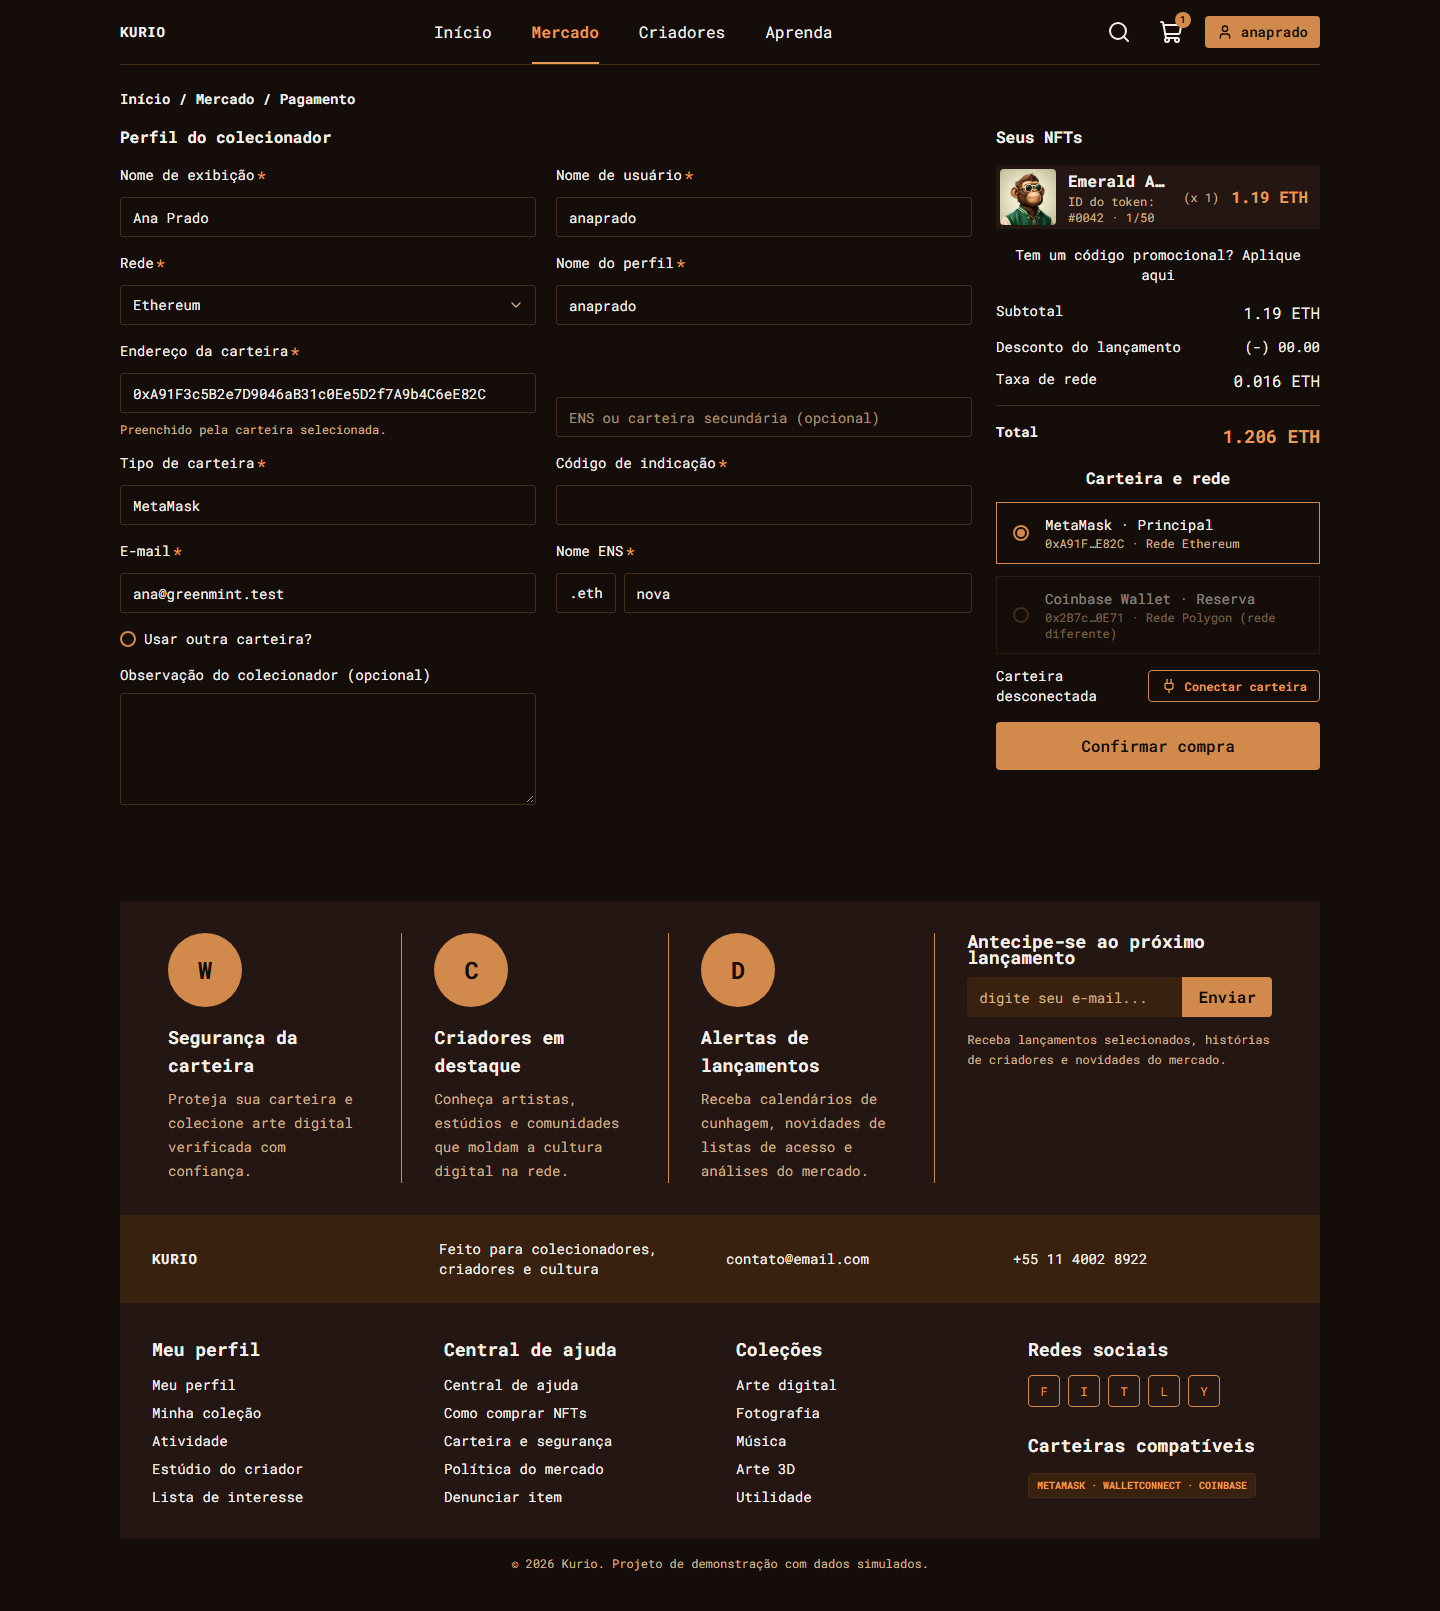 KURIO
Início
Mercado
Criadores
Aprenda
1
anaprado
Início / Mercado / Pagamento
Perfil do colecionador
Nome de exibição*
Ana Prado
Nome de usuário*
anaprado
Rede*
Ethereum
Nome do perfil*
anaprado
Endereço da carteira*
0xA91F3c5B2e7D9046aB31c0Ee5D2f7A9b4C6eE82C
Preenchido pela carteira selecionada.
ENS ou carteira secundária (opcional)
Tipo de carteira*
MetaMask
Código de indicação*
E-mail*
ana@greenmint.test
Nome ENS*
.eth
nova
Usar outra carteira?
Observação do colecionador (opcional)
Seus NFTs
Emerald A…
ID do token:
#0042 · 1/50
(x 1)
1.19 ETH
Tem um código promocional? Aplique
aqui
Subtotal
1.19 ETH
Desconto do lançamento
(-) 00.00
Taxa de rede
0.016 ETH
Total
1.206 ETH
Carteira e rede
MetaMask · Principal
0xA91F…E82C · Rede Ethereum
Coinbase Wallet · Reserva
0x2B7c…0E71 · Rede Polygon (rede
diferente)
Carteira
desconectada
Conectar carteira
Confirmar compra
W
Segurança da
carteira
Proteja sua carteira e
colecione arte digital
verificada com
confiança.
C
Criadores em
destaque
Conheça artistas,
estúdios e comunidades
que moldam a cultura
digital na rede.
D
Alertas de
lançamentos
Receba calendários de
cunhagem, novidades de
listas de acesso e
análises do mercado.
Antecipe-se ao próximo
lançamento
digite seu e-mail...
Enviar
Receba lançamentos selecionados, histórias
de criadores e novidades do mercado.
KURIO
Feito para colecionadores,
criadores e cultura
contato@email.com
+55 11 4002 8922
Meu perfil
Meu perfil
Minha coleção
Atividade
Estúdio do criador
Lista de interesse
Central de ajuda
Central de ajuda
Como comprar NFTs
Carteira e segurança
Política do mercado
Denunciar item
Coleções
Arte digital
Fotografia
Música
Arte 3D
Utilidade
Redes sociais
F I T L Y
Carteiras compatíveis
METAMASK · WALLETCONNECT · COINBASE
© 2026 Kurio. Projeto de demonstração com dados simulados.